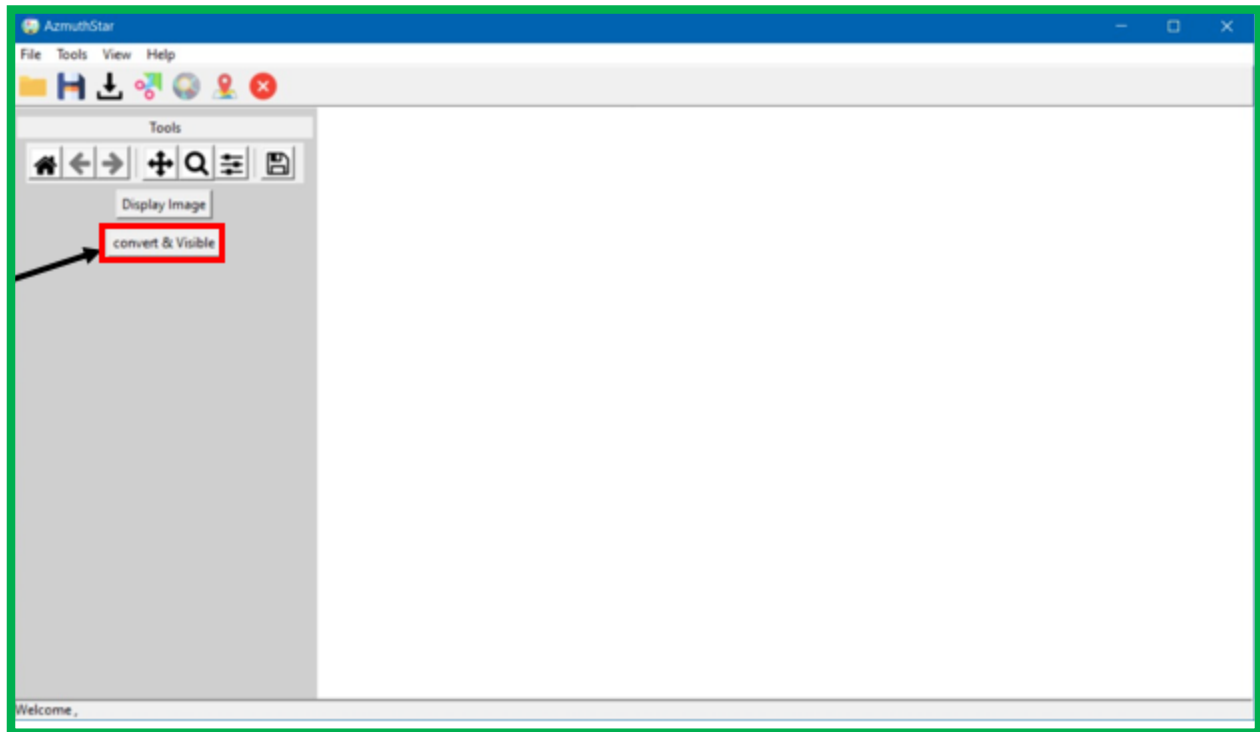 AzmuthStar
File Tools View Help
Tools
Display Image
convert & Visible
Welcome ,